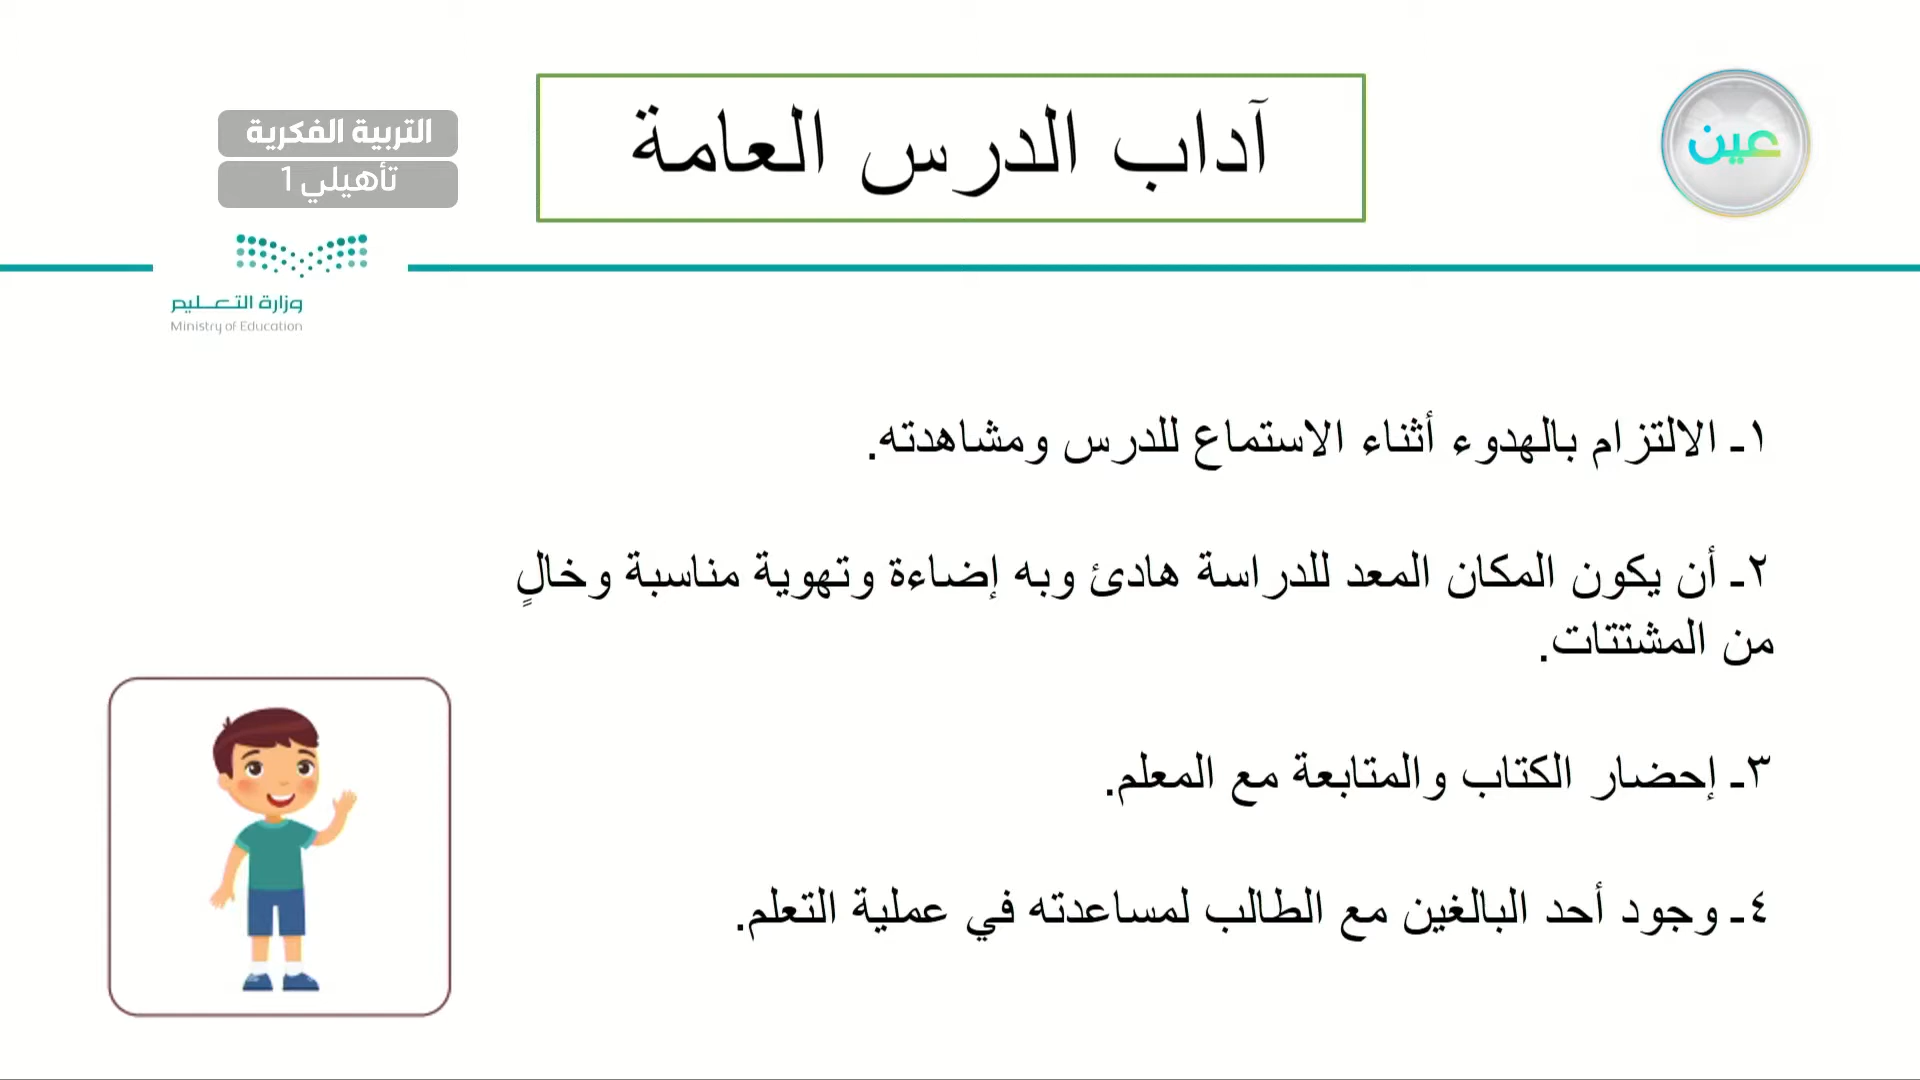 آداب الدرس العامة
عين
التربية الفكرية
تأهيلي 1
وزارة التعليم
Ministry of Education
١ـ الالتزام بالهدوء أثناء الاستماع للدرس ومشاهدته.
٢ـ أن يكون المكان المعد للدراسة هادئ وبه إضاءة وتهوية مناسبة وخالٍ
من المشتتات.
٣ـ إحضار الكتاب والمتابعة مع المعلم.
٤ـ وجود أحد البالغين مع الطالب لمساعدته في عملية التعلم.